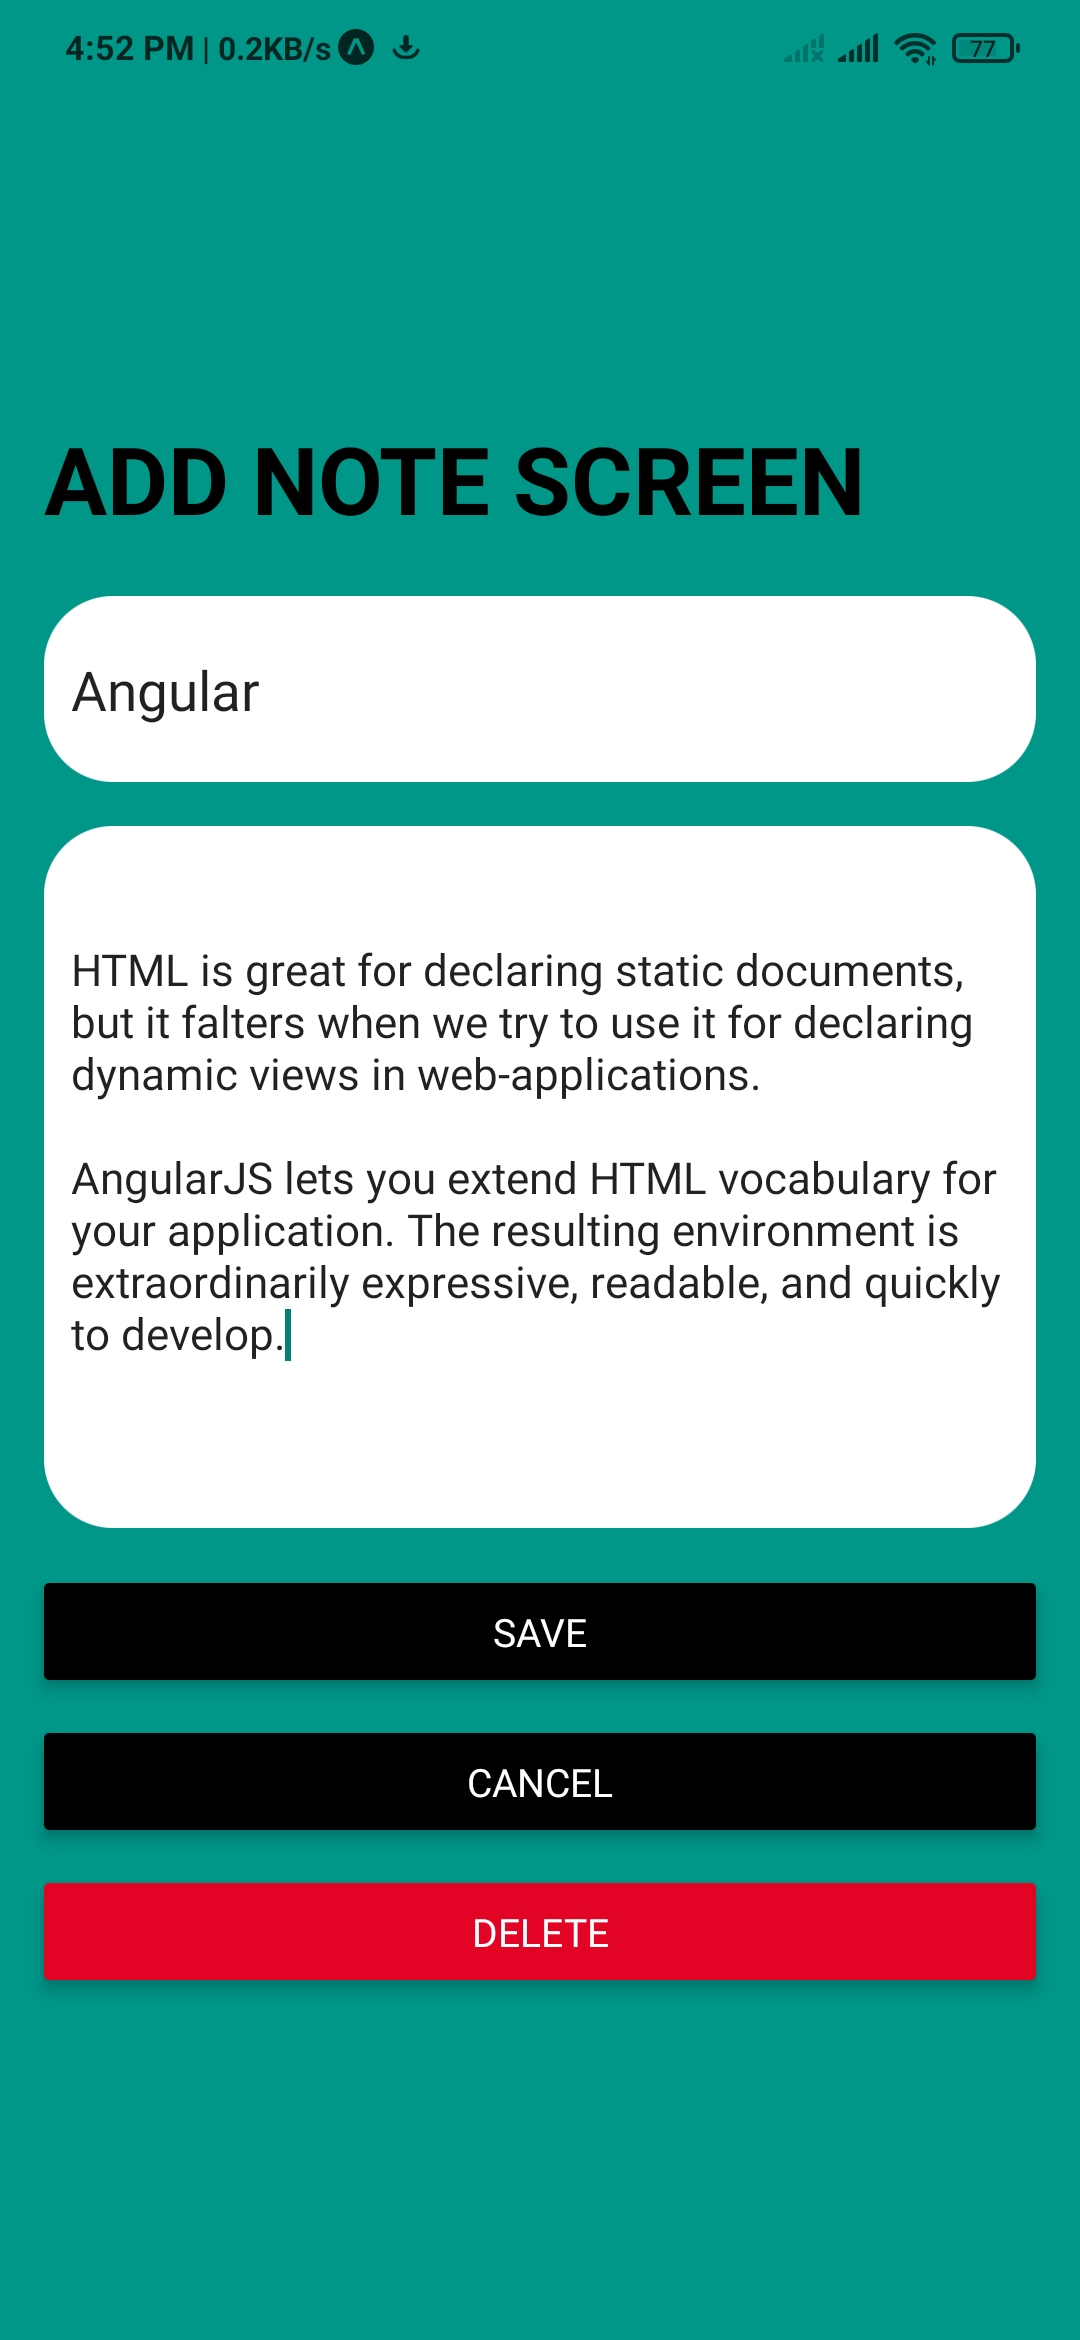 4:52 PM | 0.2KB/s
77
ADD NOTE SCREEN
Angular
HTML is great for declaring static documents,
but it falters when we try to use it for declaring
dynamic views in web-applications.
AngularJS lets you extend HTML vocabulary for
your application. The resulting environment is
extraordinarily expressive, readable, and quickly
to develop.
SAVE
CANCEL
DELETE